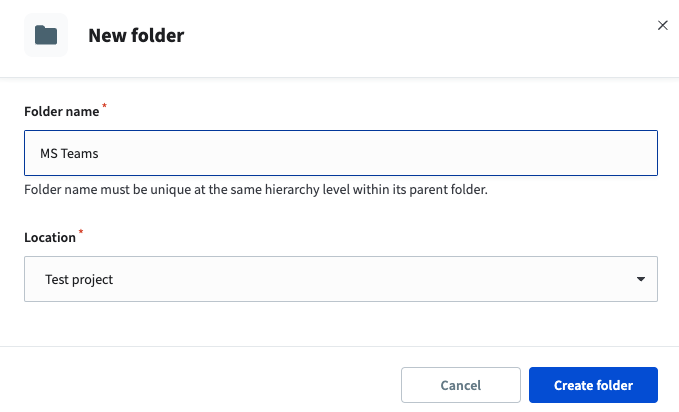 New folder
Folder name *
MS Teams
Folder name must be unique at the same hierarchy level within its parent folder.
Location *
Test project
Cancel
Create folder